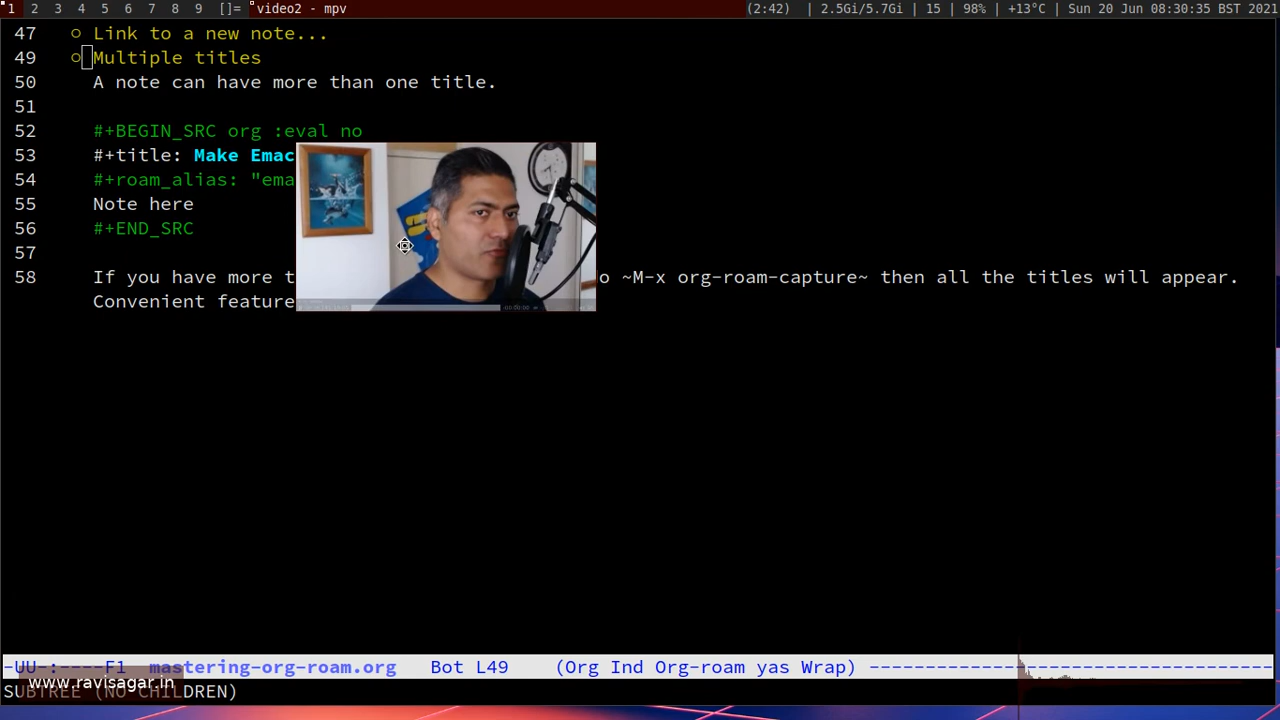 1 2 3 4 5 6 7 8 9 []= video2 - mpv (2:42) | 2.5Gi/5.7Gi | 15 | 98% | +13°C | Sun 20 Jun 08:30:35 BST 2021
47 ○ Link to a new note...
49 ○ Multiple titles
50 A note can have more than one title.
51
52 #+BEGIN_SRC org :eval no
53 #+title: Make Emac
54 #+roam_alias: "ema
55 Note here
56 #+END_SRC
57
58 If you have more t o ~M-x org-roam-capture~ then all the titles will appear.
Convenient feature
-UU-:----F1 mastering-org-roam.org Bot L49 (Org Ind Org-roam yas Wrap) ------------------------------------
www.ravisagar.in
SUBTREE (NO CHILDREN)